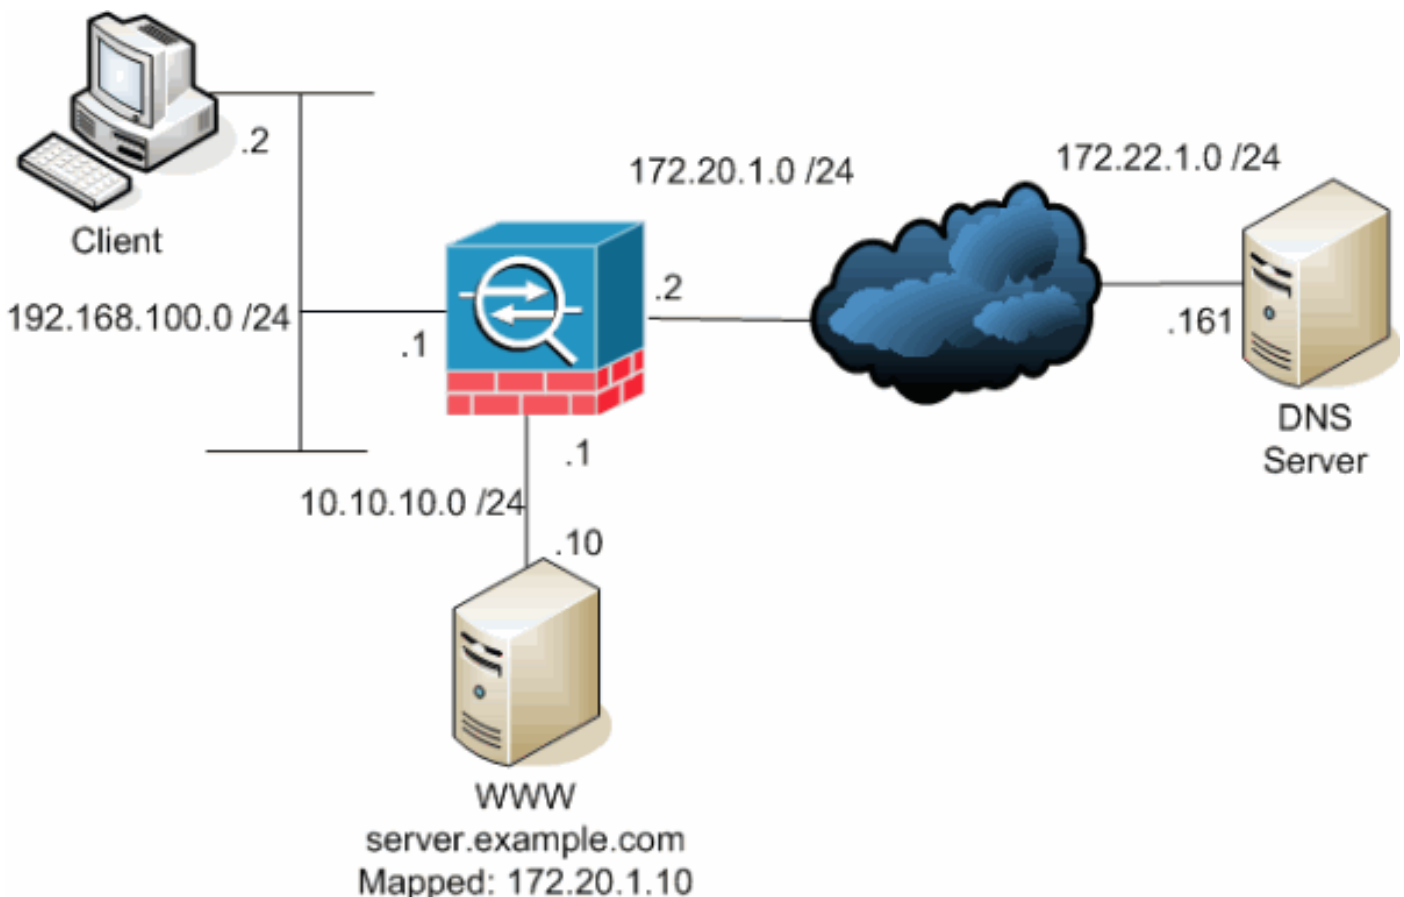 .2
172.20.1.0 /24
172.22.1.0 /24
Client
192.168.100.0 /24
.1
.2
.161
DNS
Server
.1
10.10.10.0 /24
.10
WWW
server.example.com
Mapped: 172.20.1.10